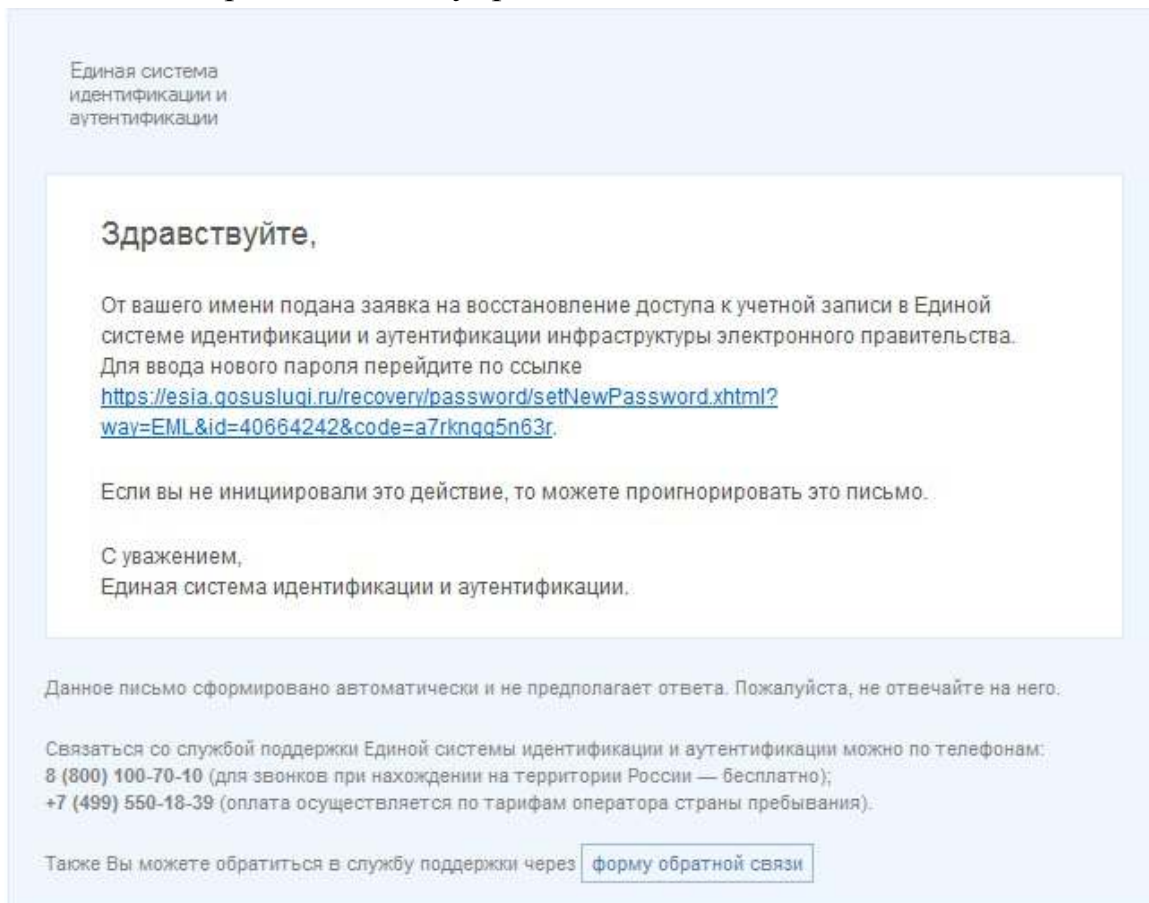 Единая система
идентификации и
аутентификации
Здравствуйте,
От вашего имени подана заявка на восстановление доступа к учетной записи в Единой
системе идентификации и аутентификации инфраструктуры электронного правительства.
Для ввода нового пароля перейдите по ссылке
https://esia.gosuslugi.ru/recovery/password/setNewPassword.xhtml?
way=EML&id=40664242&code=a7rknqq5n63r.
Если вы не инициировали это действие, то можете проигнорировать это письмо.
С уважением,
Единая система идентификации и аутентификации.
Данное письмо сформировано автоматически и не предполагает ответа. Пожалуйста, не отвечайте на него.
Связаться со службой поддержки Единой системы идентификации и аутентификации можно по телефонам:
8 (800) 100-70-10 (для звонков при нахождении на территории России — бесплатно);
+7 (499) 550-18-39 (оплата осуществляется по тарифам оператора страны пребывания).
Также Вы можете обратиться в службу поддержки через форму обратной связи